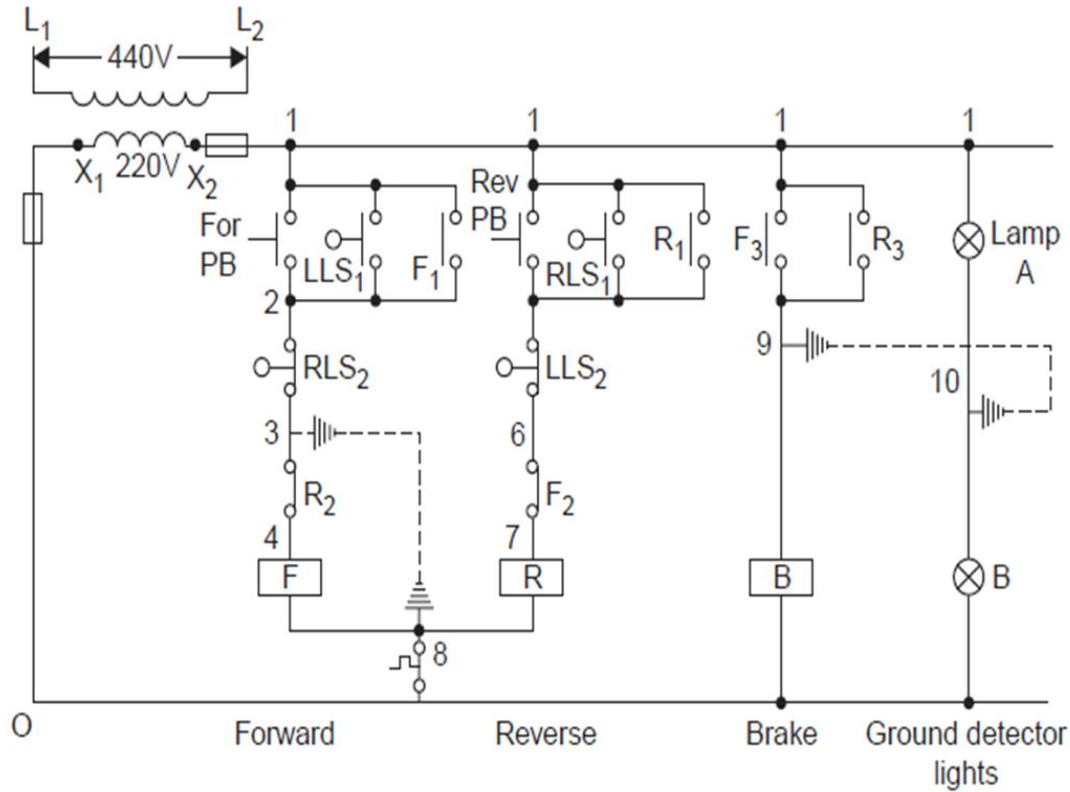 L1 L2
440V
X1 220V X2
1 1 1 1
For PB
LLS1
F1
Rev PB
RLS1
R1
F3
R3
Lamp A
2
RLS2
LLS2
9
10
3
6
R2
F2
4
7
F
R
B
B
8
O
Forward
Reverse
Brake
Ground detector
lights